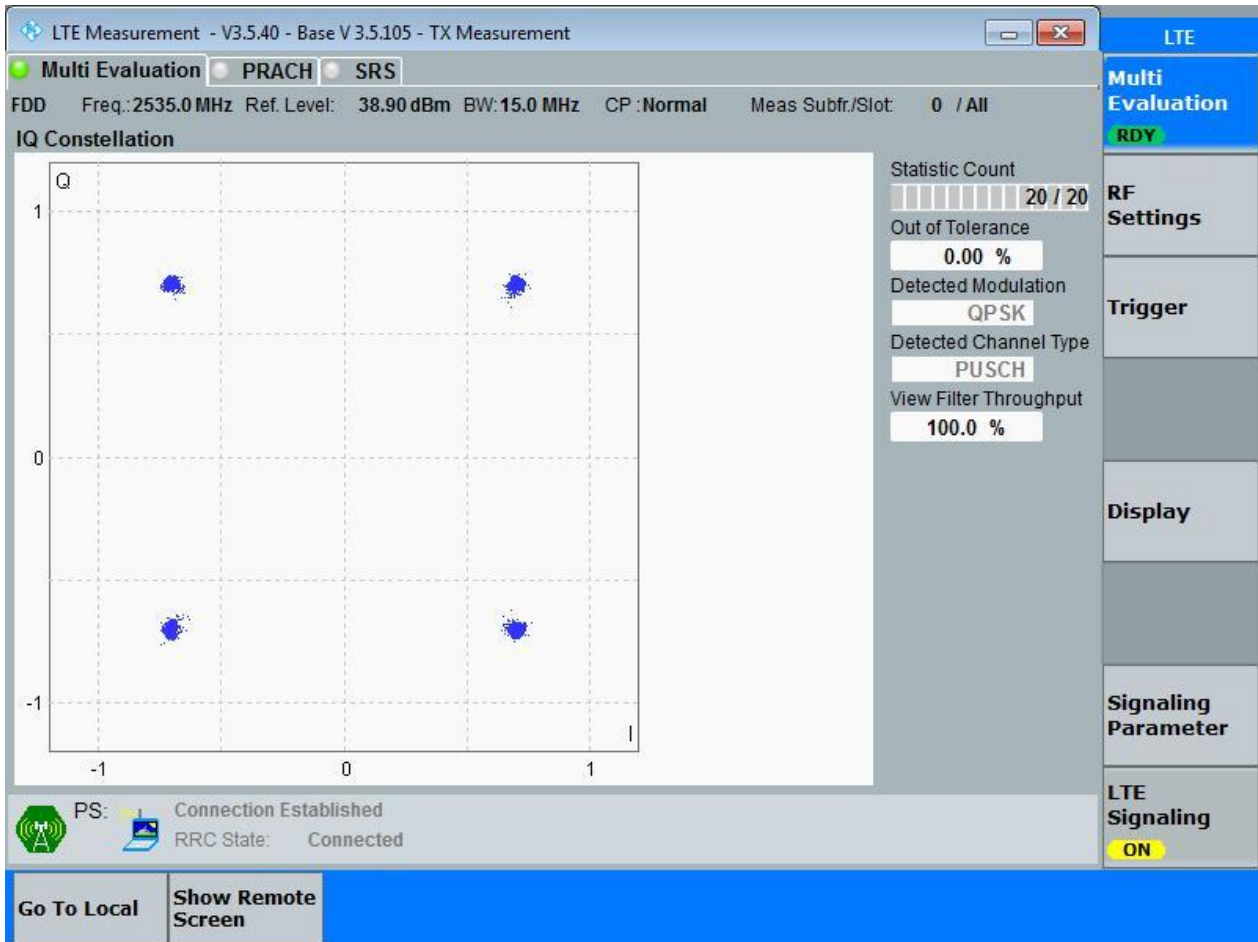 LTE Measurement - V3.5.40 - Base V 3.5.105 - TX Measurement
LTE
Multi Evaluation PRACH SRS
Multi
Evaluation
RDY
FDD Freq.: 2535.0 MHz Ref. Level: 38.90 dBm BW: 15.0 MHz CP : Normal Meas Subfr./Slot: 0 / All
IQ Constellation
Q
1
0
-1
I
-1 0 1
Statistic Count
20 / 20
Out of Tolerance
0.00 %
Detected Modulation
QPSK
Detected Channel Type
PUSCH
View Filter Throughput
100.0 %
RF
Settings
Trigger
Display
Signaling
Parameter
LTE
Signaling
ON
PS: Connection Established
RRC State: Connected
Go To Local
Show Remote
Screen